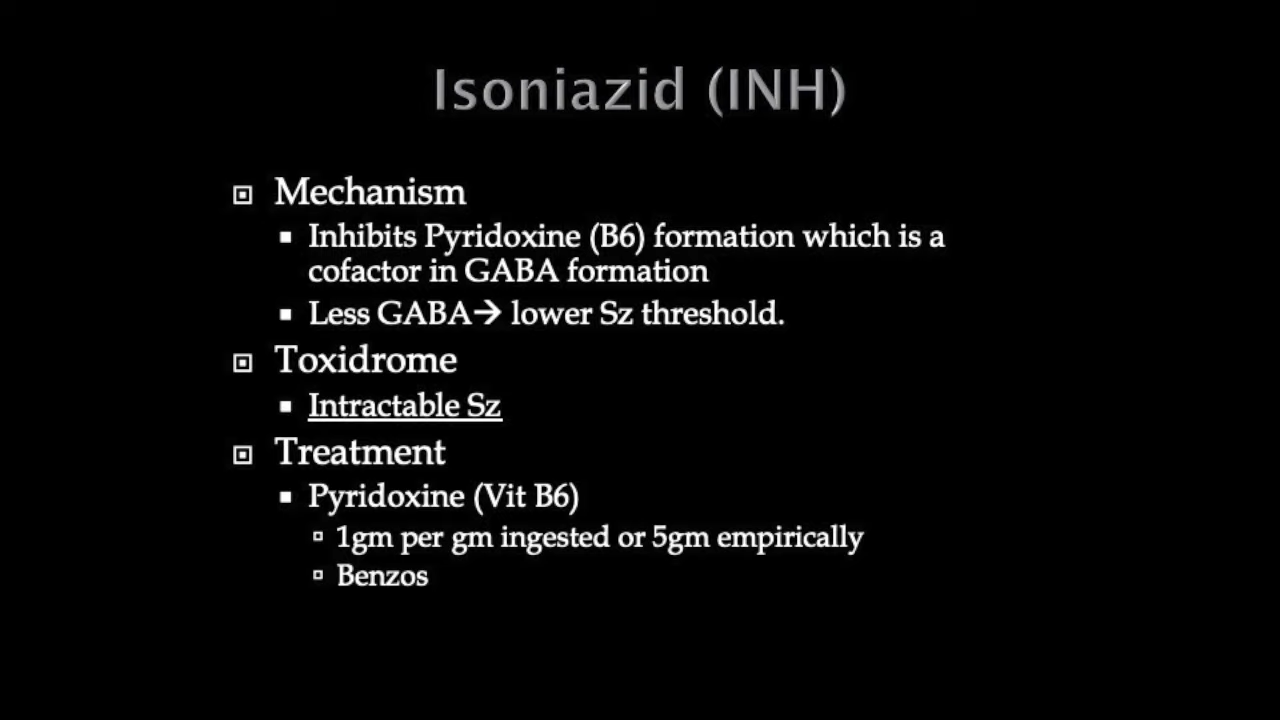 Isoniazid (INH)
Mechanism
Inhibits Pyridoxine (B6) formation which is a
cofactor in GABA formation
Less GABA→ lower Sz threshold.
Toxidrome
Intractable Sz
Treatment
Pyridoxine (Vit B6)
1gm per gm ingested or 5gm empirically
Benzos